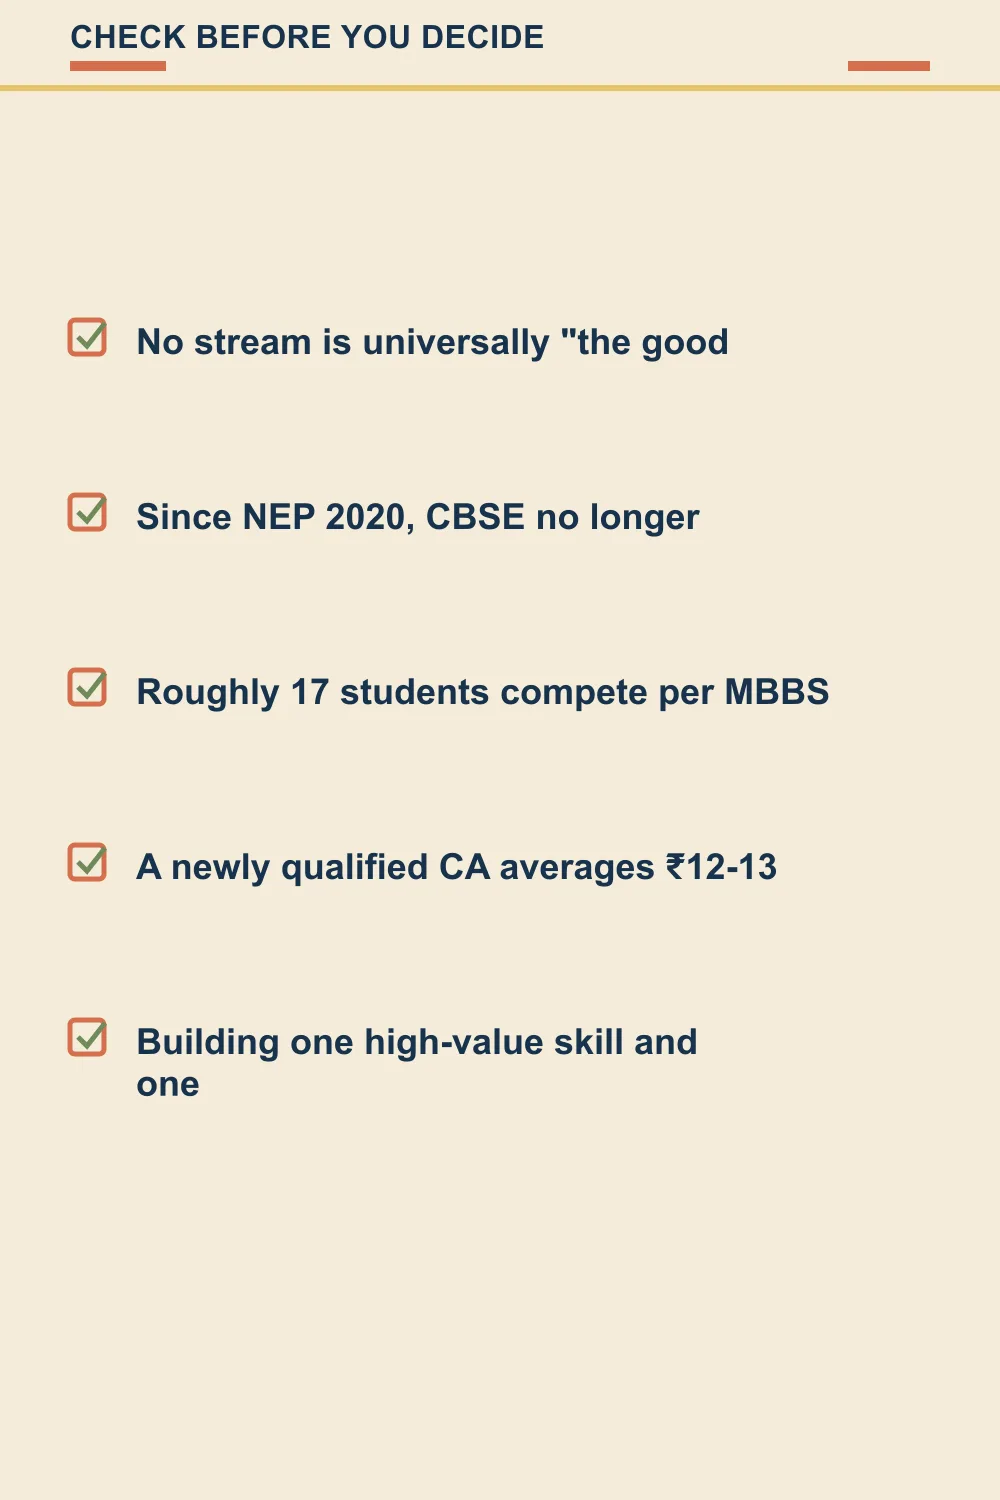 CHECK BEFORE YOU DECIDE
No stream is universally "the good
Since NEP 2020, CBSE no longer
Roughly 17 students compete per MBBS
A newly qualified CA averages ₹12-13
Building one high-value skill and
one